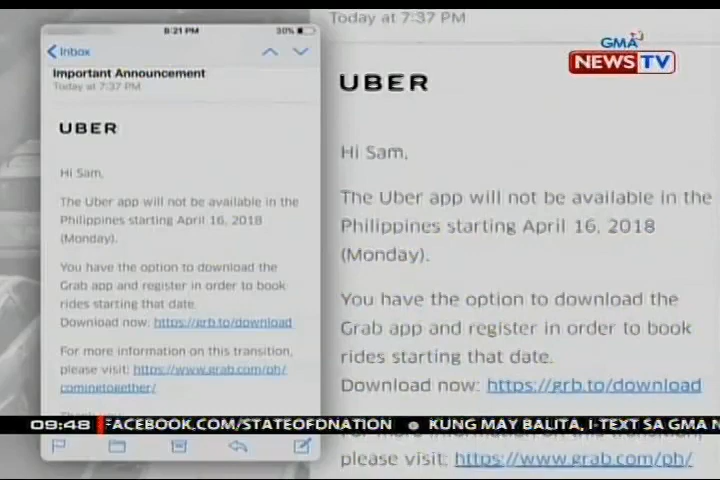 8:21 PM
30%
Inbox
Important Announcement
Today at 7:37 PM
UBER
Hi Sam,
The Uber app will not be available in the
Philippines starting April 16, 2018
(Monday).
You have the option to download the
Grab app and register in order to book
rides starting that date.
Download now: https://grb.to/download
For more information on this transition,
please visit: https://www.grab.com/ph/
comingtogether/
Today at 7:37 PM
UBER
Hi Sam,
The Uber app will not be available in the
Philippines starting April 16, 2018
(Monday).
You have the option to download the
Grab app and register in order to book
rides starting that date.
Download now: https://grb.to/download
For more information on this transition,
please visit: https://www.grab.com/ph/
GMA
NEWS TV
09:48 FACEBOOK.COM/STATEOFDNATION • KUNG MAY BALITA, I-TEXT SA GMA N